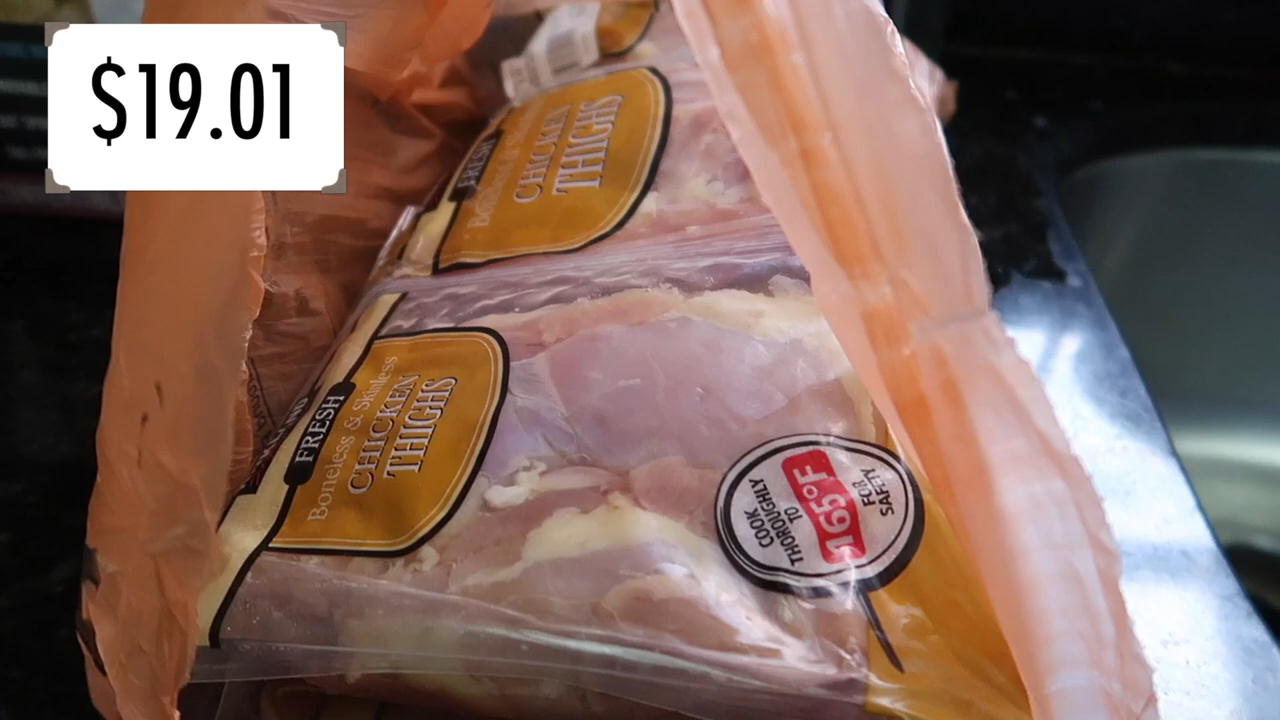 $19.01
FRESH
CHICKEN
THIGHS
FRESH
Boneless & Skinless
CHICKEN
THIGHS
COOK
THOROUGHLY
TO
165°F
FOR
SAFETY